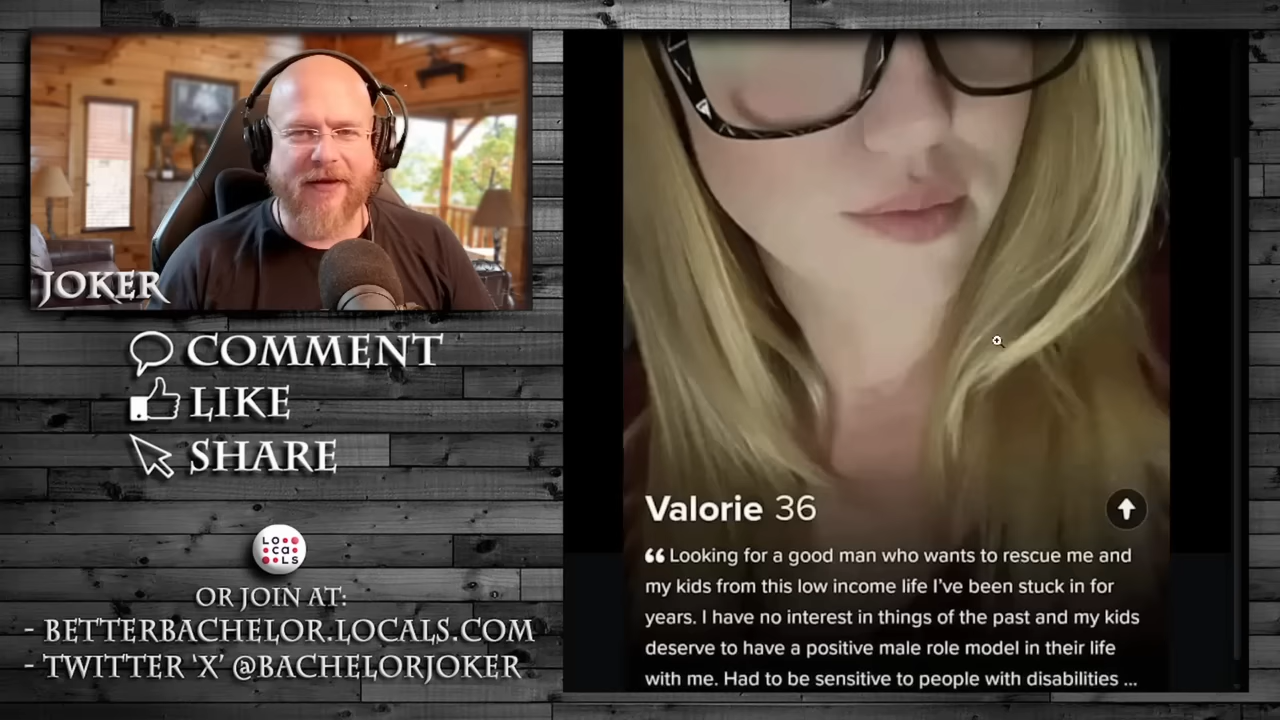 JOKER
COMMENT
LIKE
SHARE
LOcaLS
OR JOIN AT:
- BETTERBACHELOR.LOCALS.COM
- TWITTER 'X' @BACHELORJOKER
Valorie 36
“ Looking for a good man who wants to rescue me and
my kids from this low income life I've been stuck in for
years. I have no interest in things of the past and my kids
deserve to have a positive male role model in their life
with me. Had to be sensitive to people with disabilities ...